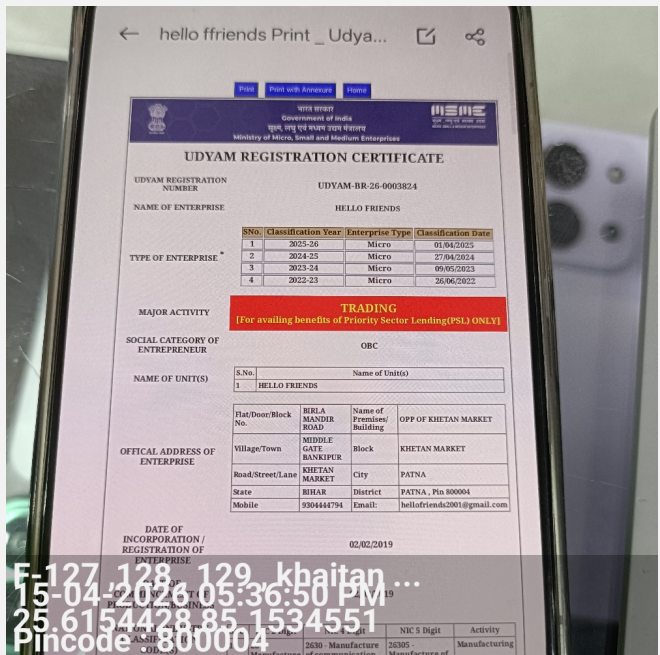 hello ffriends Print _ Udya...
Print Print with Annexure Home
भारत सरकार
Government of India
सूक्ष्म, लघु एवं मध्यम उद्यम मंत्रालय
Ministry of Micro, Small and Medium Enterprises
MSME
UDYAM REGISTRATION CERTIFICATE
UDYAM REGISTRATION NUMBER UDYAM-BR-26-0003824
NAME OF ENTERPRISE HELLO FRIENDS
TYPE OF ENTERPRISE *
SNo. Classification Year Enterprise Type Classification Date
1 2025-26 Micro 01/04/2025
2 2024-25 Micro 27/04/2024
3 2023-24 Micro 09/05/2023
4 2022-23 Micro 26/06/2022
MAJOR ACTIVITY
TRADING
[For availing benefits of Priority Sector Lending(PSL) ONLY]
SOCIAL CATEGORY OF ENTREPRENEUR OBC
NAME OF UNIT(S)
S.No. Name of Unit(s)
1 HELLO FRIENDS
OFFICAL ADDRESS OF ENTERPRISE
Flat/Door/Block No. BIRLA MANDIR ROAD Name of Premises/ Building OPP OF KHETAN MARKET
Village/Town MIDDLE GATE BANKIPUR Block KHETAN MARKET
Road/Street/Lane KHETAN MARKET City PATNA
State BIHAR District PATNA , Pin 800004
Mobile 9304444794 Email: hellofriends2001@gmail.com
DATE OF INCORPORATION / REGISTRATION OF ENTERPRISE 02/02/2019
F-127, 128 , 129 , khaitan ...
15-04-2026 05:36:50 PM
25.6154428,85.1534551
Pincode : 800004
NIC 5 Digit Activity
2630 - Manufacture 26305 - Manufacturing